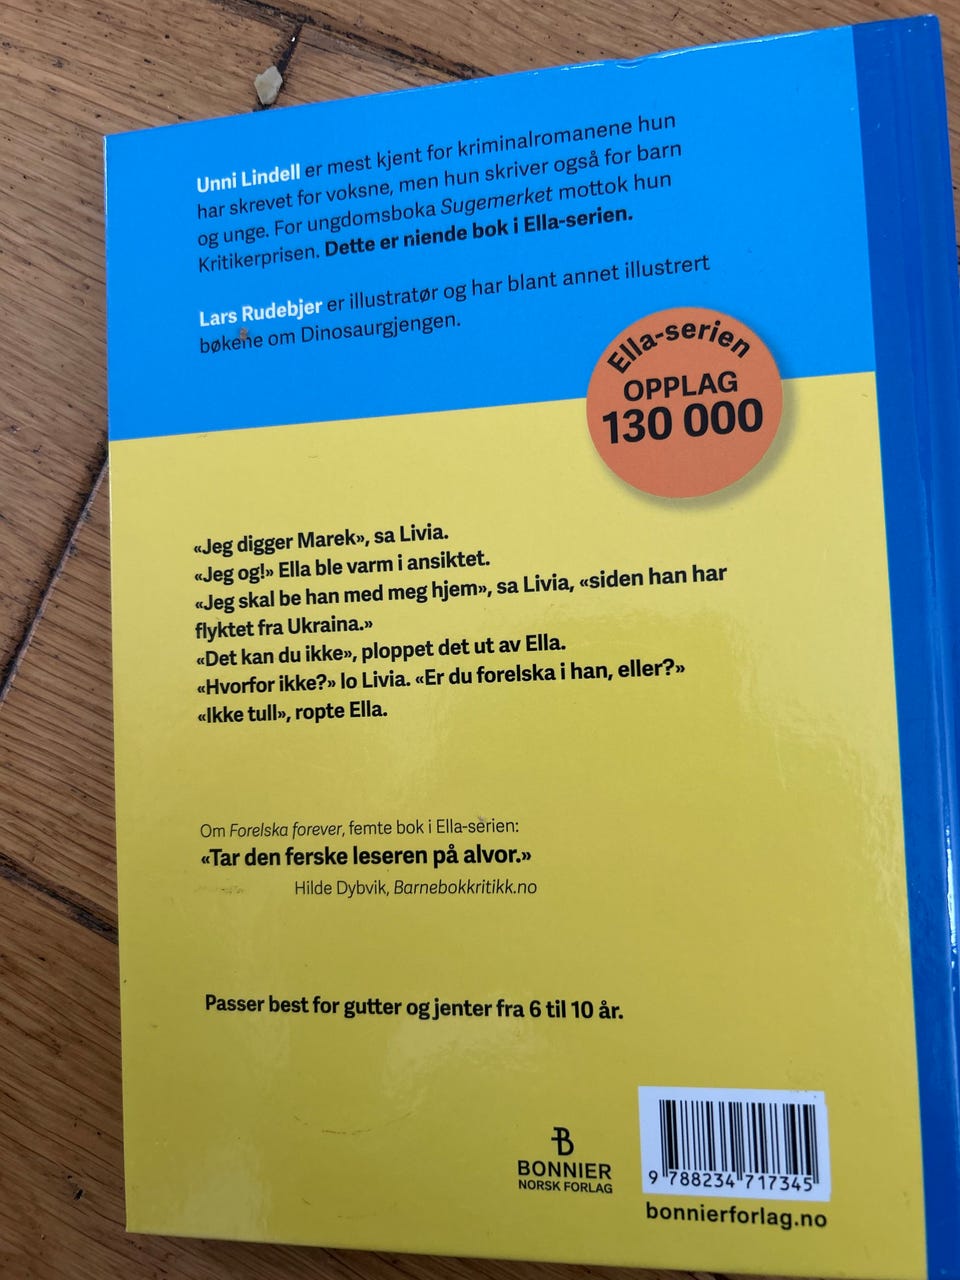 Unni Lindell er mest kjent for kriminalromanene hun
har skrevet for voksne, men hun skriver også for barn
og unge. For ungdomsboka Sugemerket mottok hun
Kritikerprisen. Dette er niende bok i Ella-serien.
Lars Rudebjer er illustratør og har blant annet illustrert
bøkene om Dinosaurgjengen.
Ella-serien
OPPLAG
130 000
«Jeg digger Marek», sa Livia.
«Jeg og!» Ella ble varm i ansiktet.
«Jeg skal be han med meg hjem», sa Livia, «siden han har
flyktet fra Ukraina.»
«Det kan du ikke», ploppet det ut av Ella.
«Hvorfor ikke?» lo Livia. «Er du forelska i han, eller?»
«Ikke tull», ropte Ella.
Om Forelska forever, femte bok i Ella-serien:
«Tar den ferske leseren på alvor.»
Hilde Dybvik, Barnebokkritikk.no
Passer best for gutter og jenter fra 6 til 10 år.
B
BONNIER
NORSK FORLAG
9 788234 717345
bonnierforlag.no